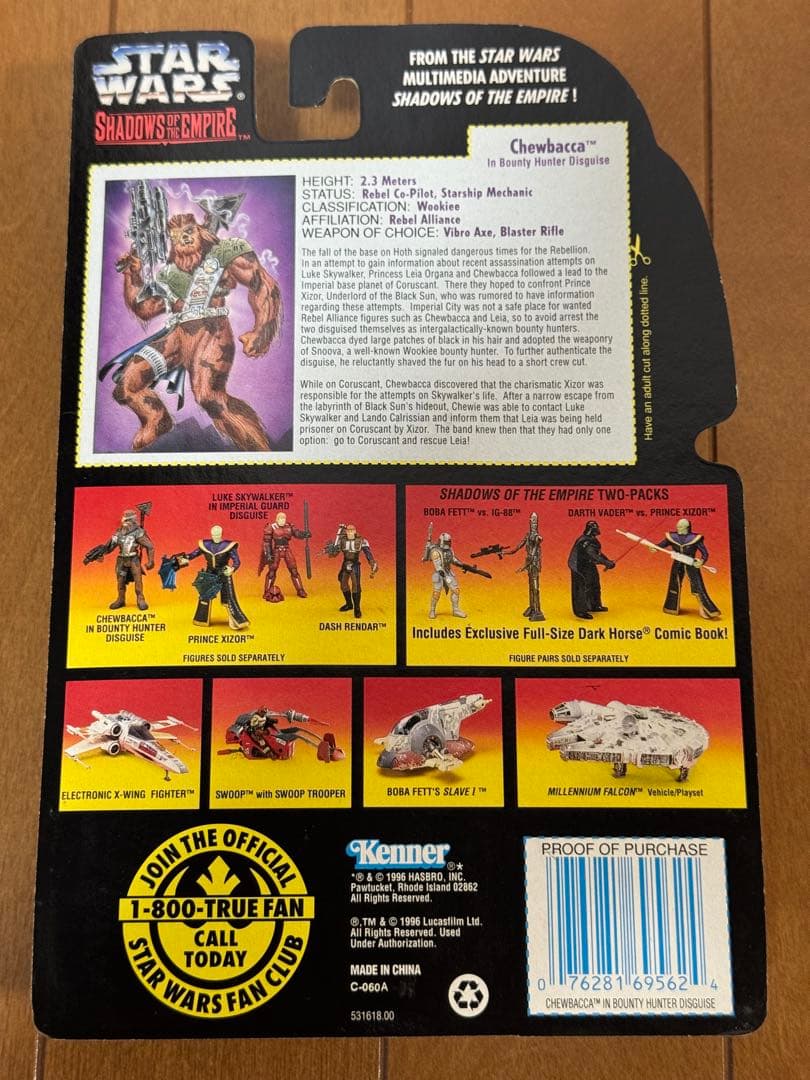 STAR
WARS®
SHADOWS OF THE EMPIRE™
FROM THE STAR WARS
MULTIMEDIA ADVENTURE
SHADOWS OF THE EMPIRE !
Chewbacca™
In Bounty Hunter Disguise
HEIGHT: 2.3 Meters
STATUS: Rebel Co-Pilot, Starship Mechanic
CLASSIFICATION: Wookiee
AFFILIATION: Rebel Alliance
WEAPON OF CHOICE: Vibro Axe, Blaster Rifle
The fall of the base on Hoth signaled dangerous times for the Rebellion.
In an attempt to gain information about recent assassination attempts on
Luke Skywalker, Princess Leia Organa and Chewbacca followed a lead to the
Imperial base planet of Coruscant. There they hoped to confront Prince
Xizor, Underlord of the Black Sun, who was rumored to have information
regarding these attempts. Imperial City was not a safe place for wanted
Rebel Alliance figures such as Chewbacca and Leia, so to avoid arrest the
two disguised themselves as intergalactically-known bounty hunters.
Chewbacca dyed large patches of black in his hair and adopted the weaponry
of Snoova, a well-known Wookiee bounty hunter. To further authenticate the
disguise, he reluctantly shaved the fur on his head to a short crew cut.
While on Coruscant, Chewbacca discovered that the charismatic Xizor was
responsible for the attempts on Skywalker's life. After a narrow escape from
the labyrinth of Black Sun's hideout, Chewie was able to contact Luke
Skywalker and Lando Calrissian and inform them that Leia was being held
prisoner on Coruscant by Xizor. The band knew then that they had only one
option: go to Coruscant and rescue Leia!
Have an adult cut along dotted line.
LUKE SKYWALKER™
IN IMPERIAL GUARD
DISGUISE
CHEWBACCA™
IN BOUNTY HUNTER
DISGUISE
PRINCE XIZOR™
DASH RENDAR™
FIGURES SOLD SEPARATELY
SHADOWS OF THE EMPIRE TWO-PACKS
BOBA FETT™ vs. IG-88™
DARTH VADER™ vs. PRINCE XIZOR™
Includes Exclusive Full-Size Dark Horse® Comic Book!
FIGURE PAIRS SOLD SEPARATELY
ELECTRONIC X-WING FIGHTER™
SWOOP™ with SWOOP TROOPER
BOBA FETT'S SLAVE I ™
MILLENNIUM FALCON™ Vehicle/Playset
JOIN THE OFFICIAL
1-800-TRUE FAN
CALL
TODAY
STAR WARS FAN CLUB
Kenner®*
*® & © 1996 HASBRO, INC.
Pawtucket, Rhode Island 02862
All Rights Reserved.
®,TM & © 1996 Lucasfilm Ltd.
All Rights Reserved. Used
Under Authorization.
MADE IN CHINA
C-060A
531618.00
PROOF OF PURCHASE
0 76281 69562 4
CHEWBACCA™ IN BOUNTY HUNTER DISGUISE